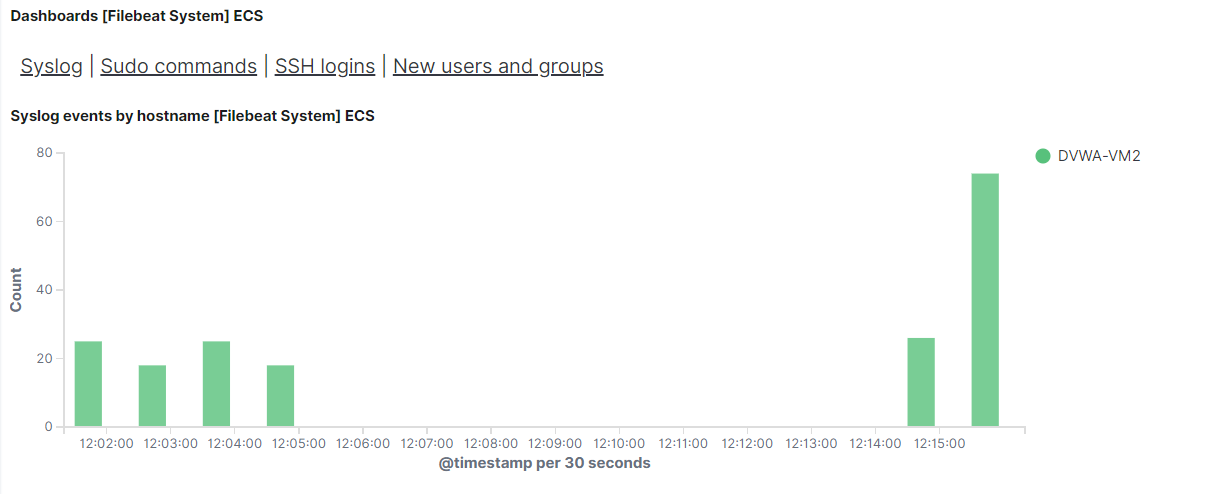 Dashboards [Filebeat System] ECS
Syslog | Sudo commands | SSH logins | New users and groups
Syslog events by hostname [Filebeat System] ECS
80
60
40
20
0
Count
12:02:00 12:03:00 12:04:00 12:05:00 12:06:00 12:07:00 12:08:00 12:09:00 12:10:00 12:11:00 12:12:00 12:13:00 12:14:00 12:15:00
@timestamp per 30 seconds
DVWA-VM2